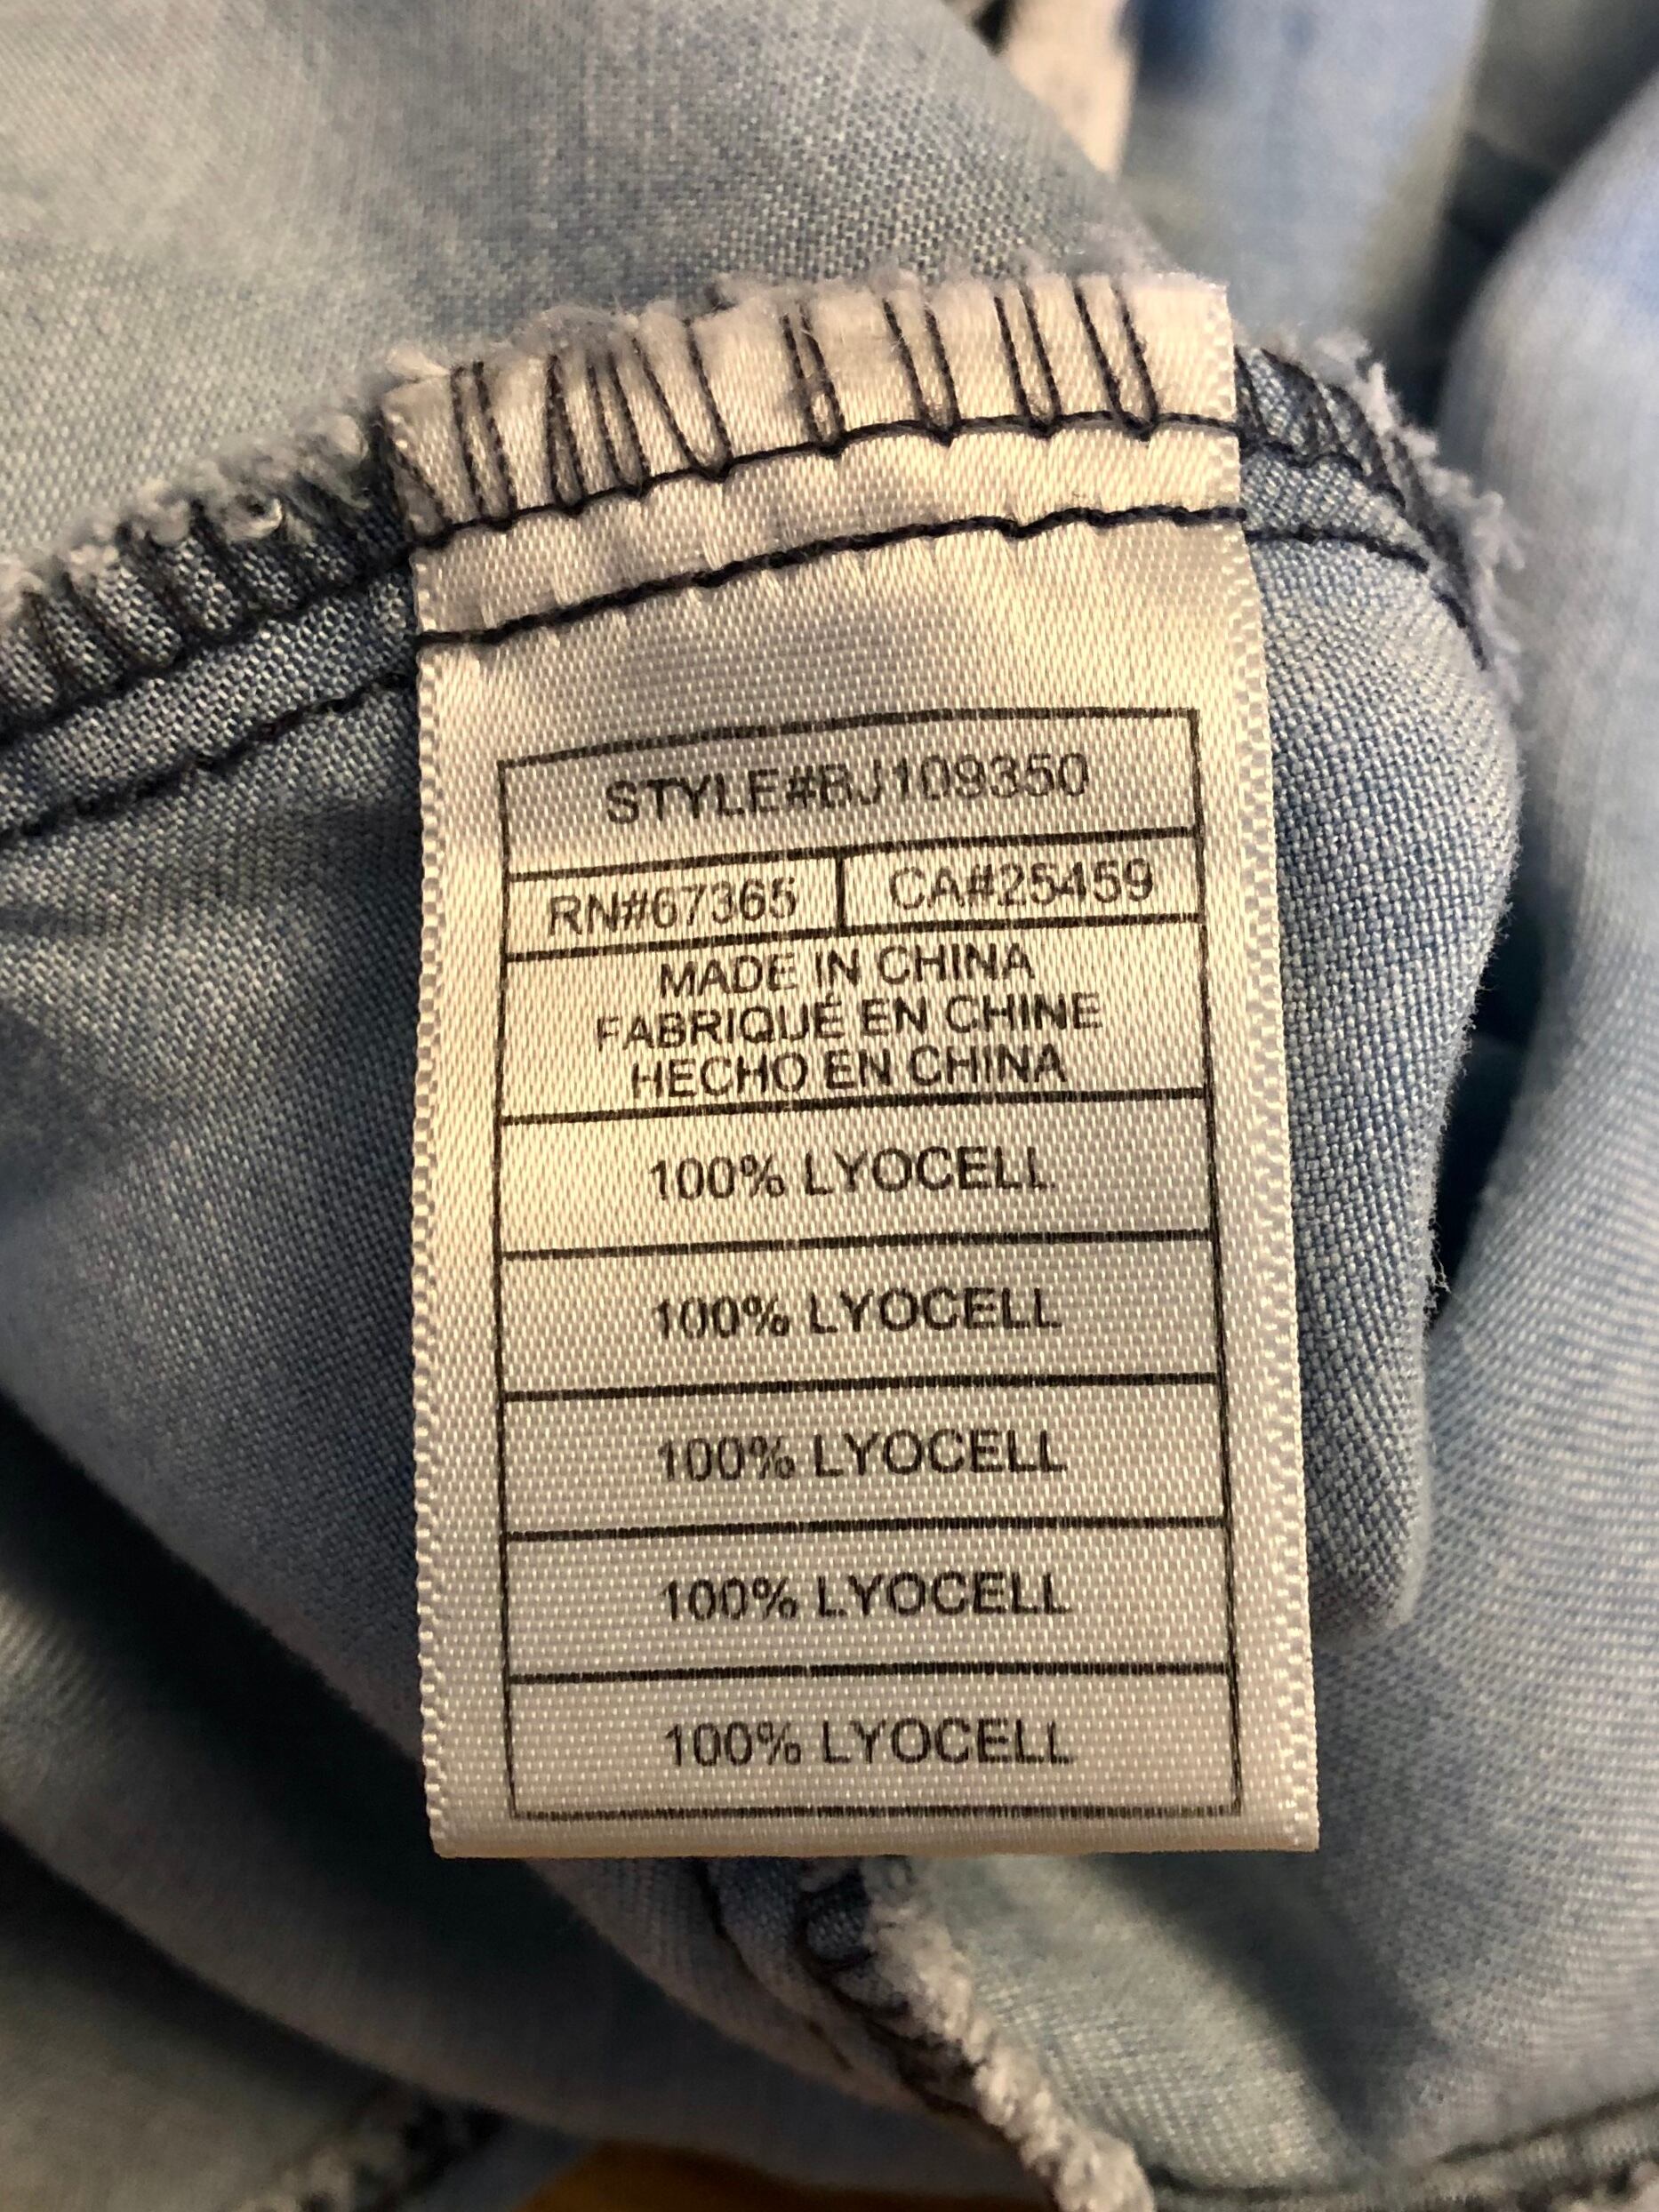 STYLE#BJ109350
RN#67365 CA#25459
MADE IN CHINA
FABRIQUÉ EN CHINE
HECHO EN CHINA
100% LYOCELL
100% LYOCELL
100% LYOCELL
100% LYOCELL
100% LYOCELL